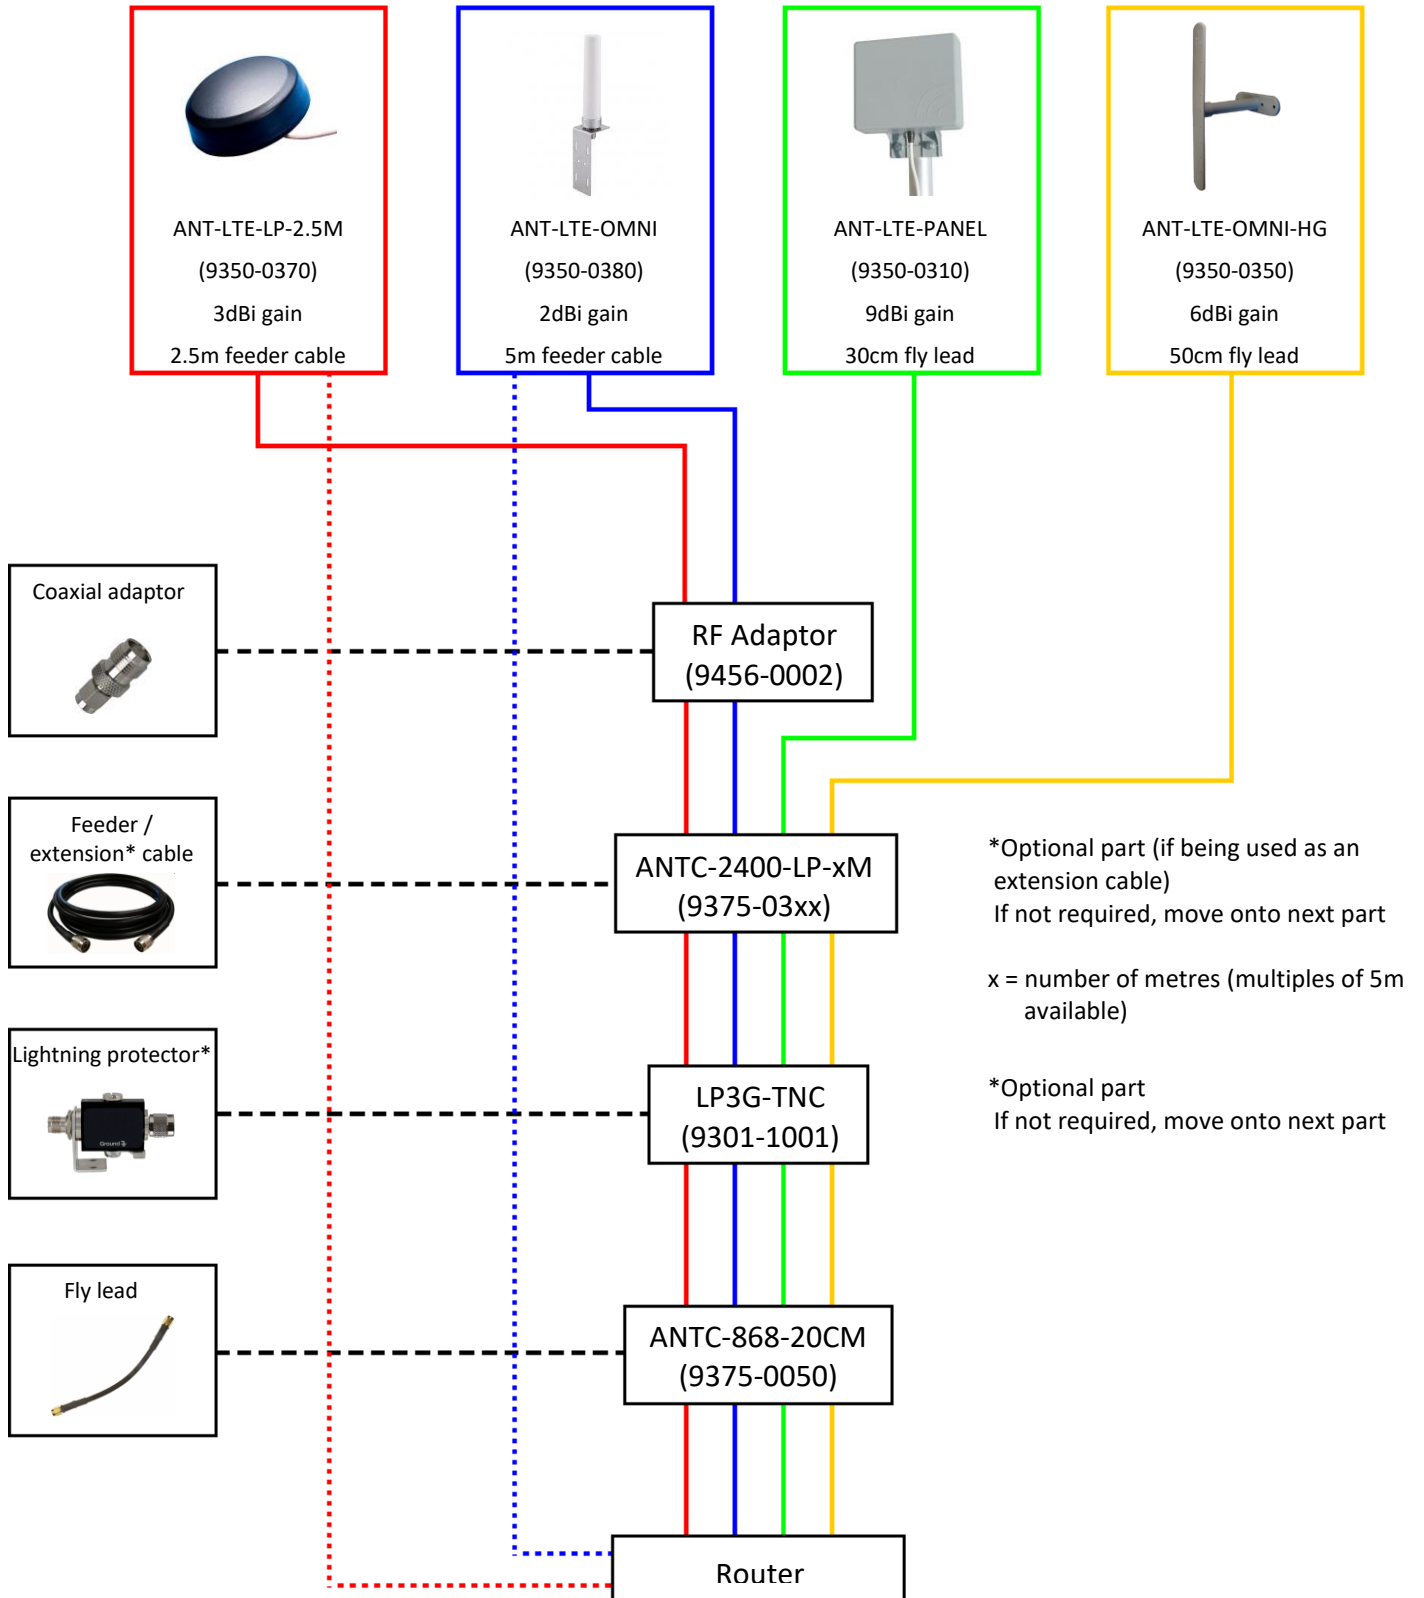 ANT-LTE-LP-2.5M
(9350-0370)
3dBi gain
2.5m feeder cable
ANT-LTE-OMNI
(9350-0380)
2dBi gain
5m feeder cable
ANT-LTE-PANEL
(9350-0310)
9dBi gain
30cm fly lead
ANT-LTE-OMNI-HG
(9350-0350)
6dBi gain
50cm fly lead
Coaxial adaptor
RF Adaptor
(9456-0002)
Feeder /
extension* cable
ANTC-2400-LP-xM
(9375-03xx)
*Optional part (if being used as an
extension cable)
If not required, move onto next part
x = number of metres (multiples of 5m
available)
Lightning protector*
Ground
LP3G-TNC
(9301-1001)
*Optional part
If not required, move onto next part
Fly lead
ANTC-868-20CM
(9375-0050)
Router